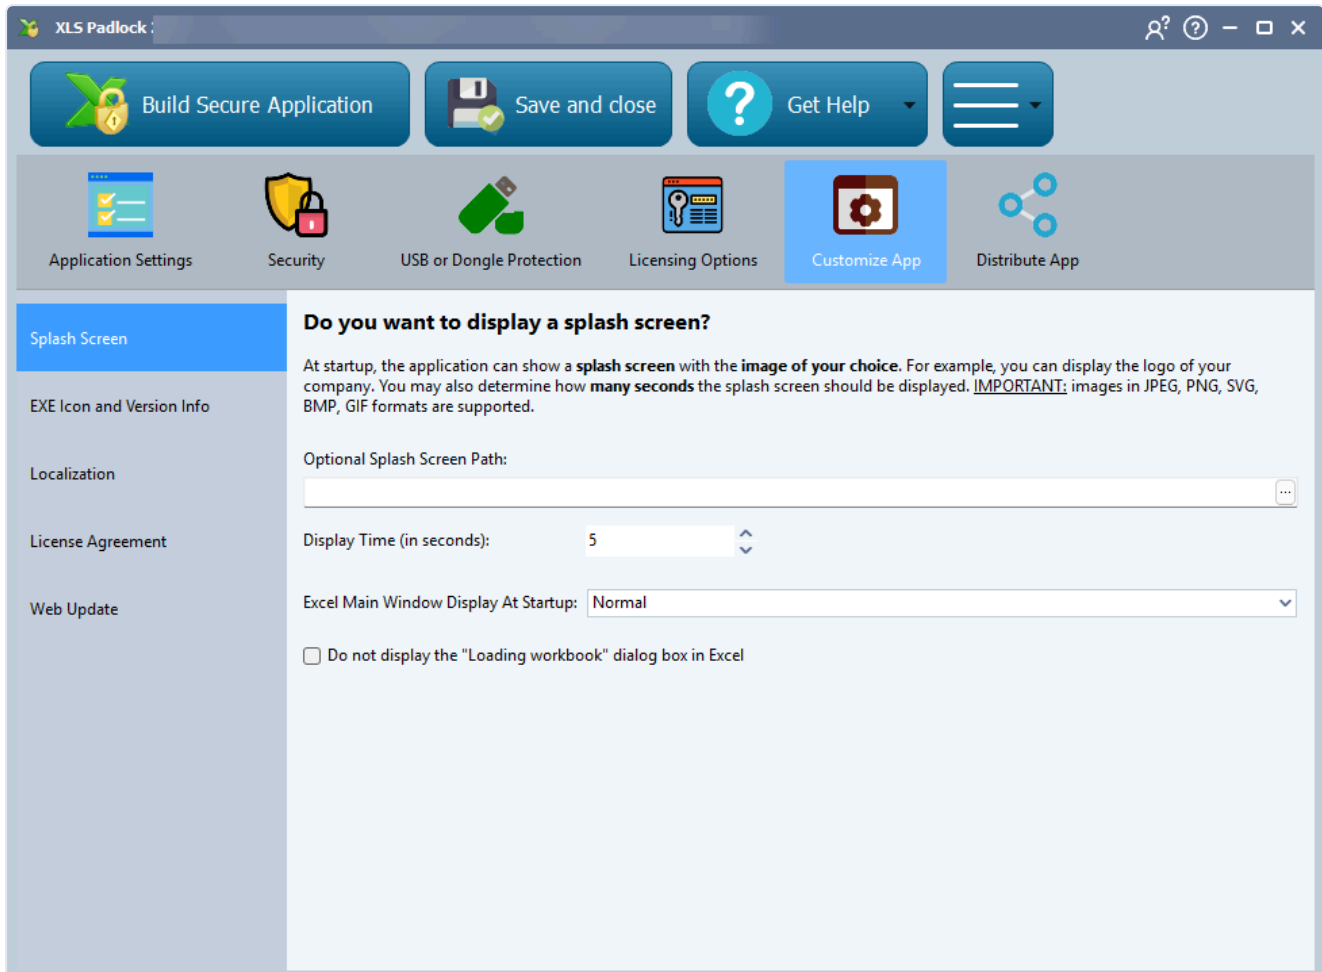 XLS Padlock
Build Secure Application
Save and close
Get Help
Application Settings
Security
USB or Dongle Protection
Licensing Options
Customize App
Distribute App
Splash Screen
EXE Icon and Version Info
Localization
License Agreement
Web Update
Do you want to display a splash screen?
At startup, the application can show a splash screen with the image of your choice. For example, you can display the logo of your
company. You may also determine how many seconds the splash screen should be displayed. IMPORTANT: images in JPEG, PNG, SVG,
BMP, GIF formats are supported.
Optional Splash Screen Path:
...
Display Time (in seconds): 5
Excel Main Window Display At Startup: Normal
Do not display the "Loading workbook" dialog box in Excel